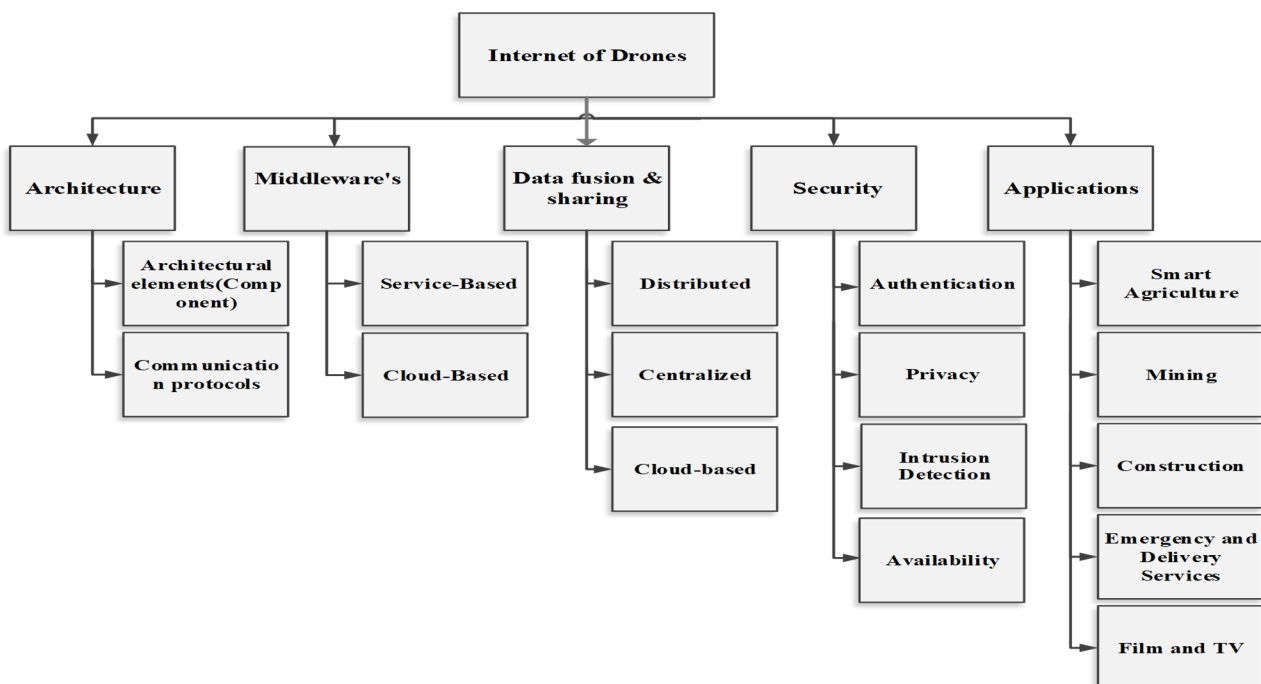 Internet of Drones
Architecture
Middleware's
Data fusion &
sharing
Security
Applications
Architectural
elements(Comp
onent)
Communicatio
n protocols
Service-Based
Cloud-Based
Distributed
Centralized
Cloud-based
Authentication
Privacy
Intrusion
Detection
Availability
Smart
Agriculture
Mining
Construction
Emergency and
Delivery
Services
Film and TV